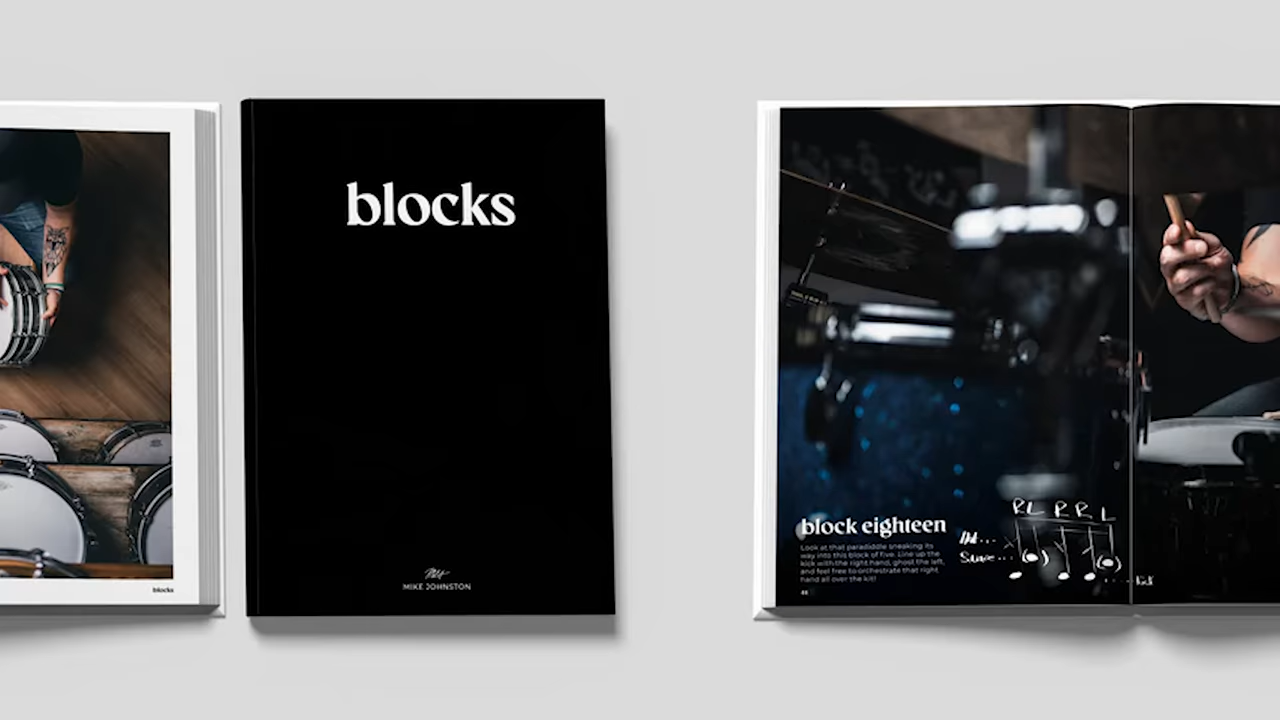 blocks
blocks
MIKE JOHNSTON
block eighteen
Look at that paradiddle sneaking its
way into this block of five. Line up the
kick with the right hand, ghost the left,
and feel free to orchestrate that right
hand all over the kit!
44
RL RRL
Snare...